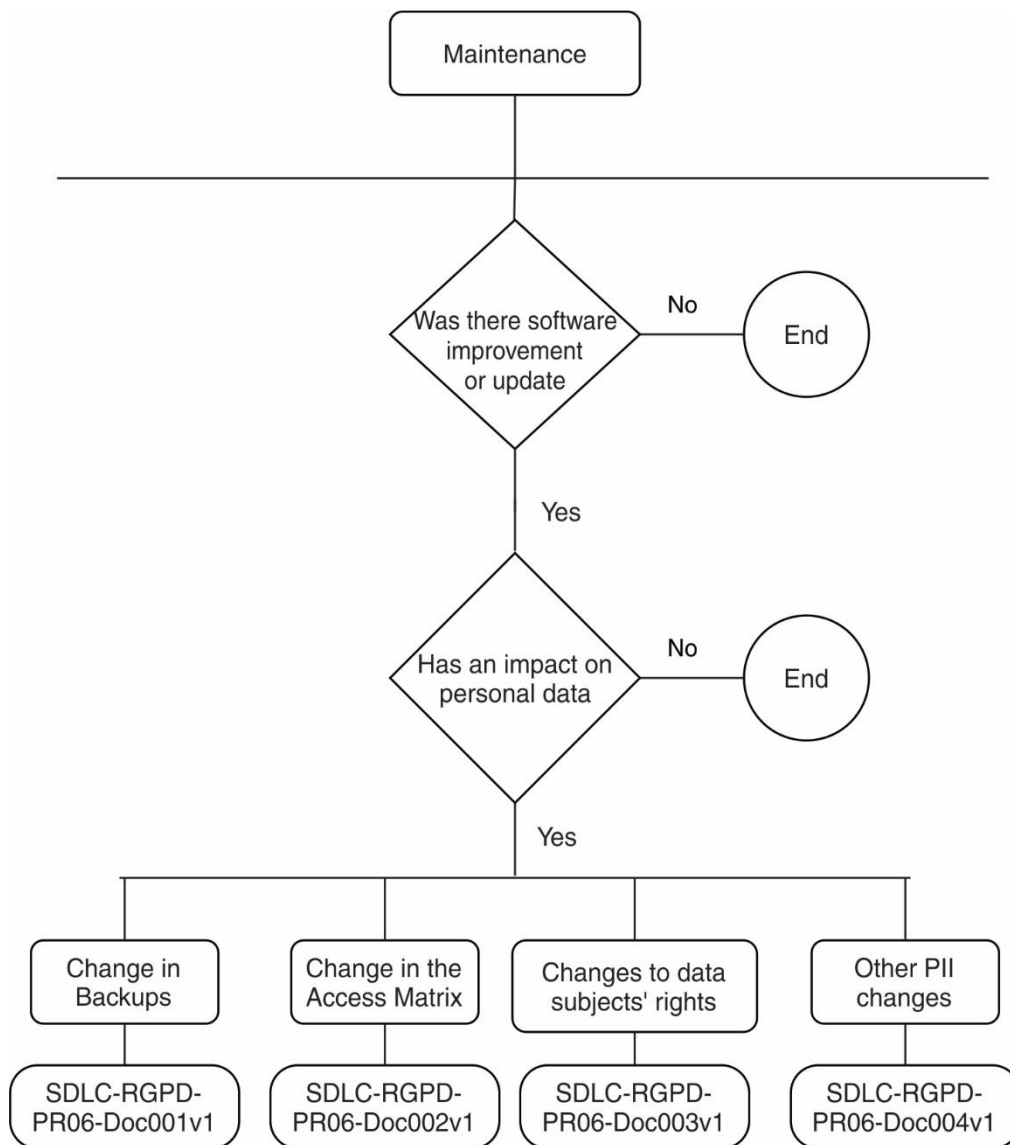 Maintenance
Was there software
improvement
or update
No
End
Yes
Has an impact on
personal data
No
End
Yes
Change in
Backups
Change in the
Access Matrix
Changes to data
subjects' rights
Other PII
changes
SDLC-RGPD-
PR06-Doc001v1
SDLC-RGPD-
PR06-Doc002v1
SDLC-RGPD-
PR06-Doc003v1
SDLC-RGPD-
PR06-Doc004v1